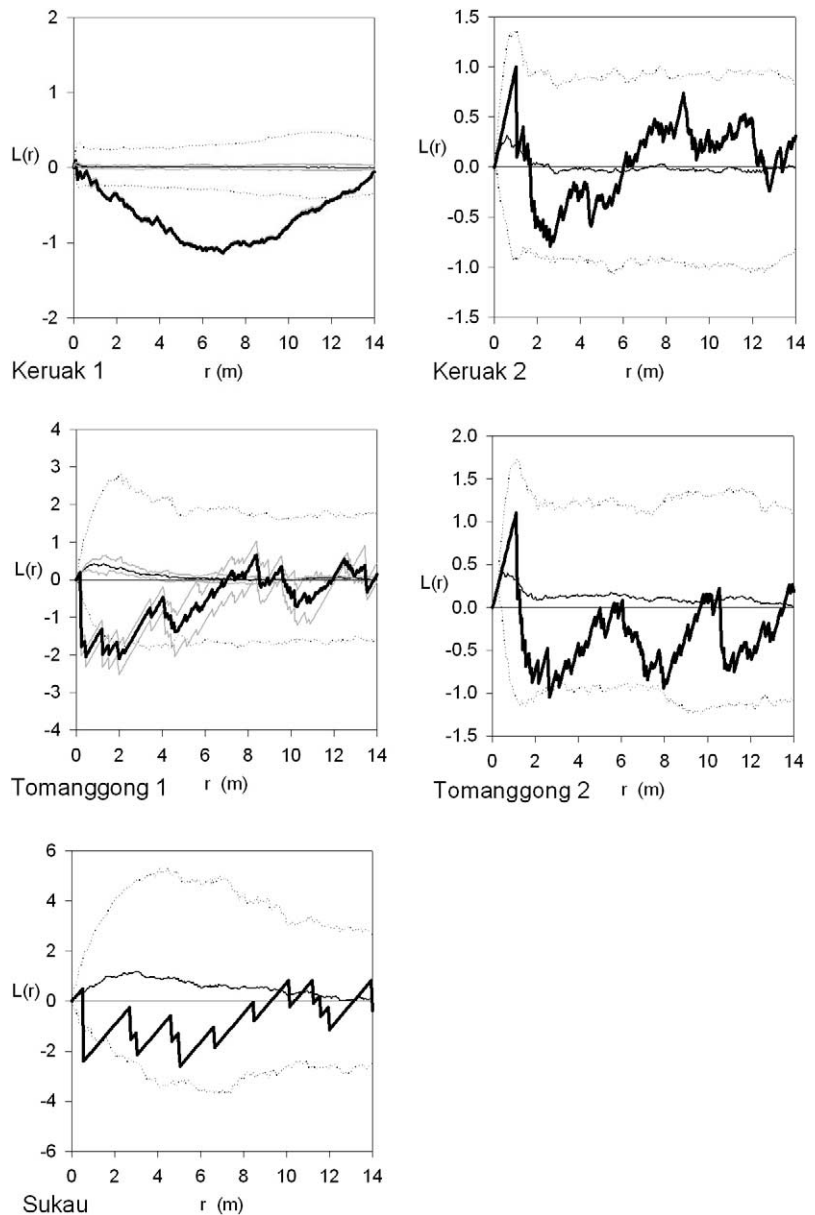 2
1
L(r) 0
-1
-2
0 2 4 6 8 10 12 14
Keruak 1 r (m)
1.5
1.0
0.5
L(r)
0.0
-0.5
-1.0
-1.5
0 2 4 6 8 10 12 14
Keruak 2 r (m)
4
3
2
1
L(r) 0
-1
-2
-3
-4
0 2 4 6 8 10 12 14
Tomanggong 1 r (m)
2.0
1.5
1.0
0.5
L(r)
0.0
-0.5
-1.0
-1.5
0 2 4 6 8 10 12 14
Tomanggong 2 r (m)
6
4
2
L(r) 0
-2
-4
-6
0 2 4 6 8 10 12 14
Sukau r (m)